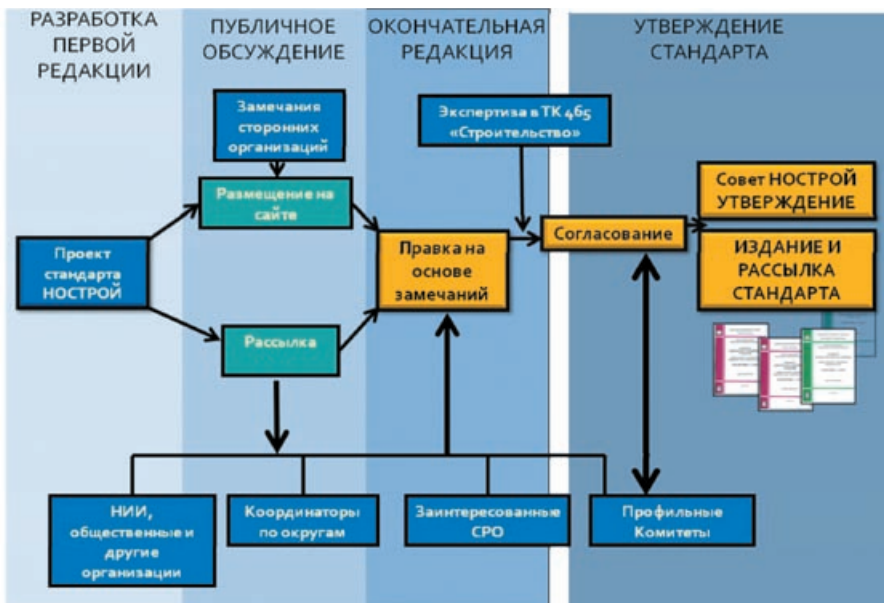 РАЗРАБОТКА
ПЕРВОЙ
РЕДАКЦИИ
ПУБЛИЧНОЕ
ОБСУЖДЕНИЕ
ОКОНЧАТЕЛЬНАЯ
РЕДАКЦИЯ
УТВЕРЖДЕНИЕ
СТАНДАРТА
Замечания
сторонних
организаций
Экспертиза в ТК 465
«Строительство»
Размещение на
сайте
Проект
стандарта
НОСТРОЙ
Правка на
основе
замечаний
Согласование
Совет НОСТРОЙ
УТВЕРЖДЕНИЕ
ИЗДАНИЕ И
РАССЫЛКА
СТАНДАРТА
Рассылка
НИИ,
общественные и
другие
организации
Координаторы
по округам
Заинтересованные
СРО
Профильные
Комитеты